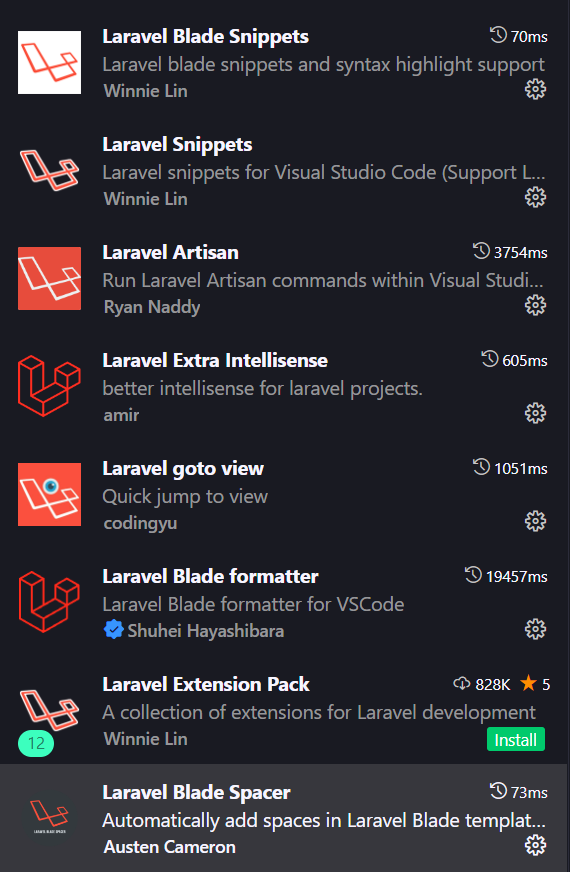 Laravel Blade Snippets 70ms
Laravel blade snippets and syntax highlight support
Winnie Lin
Laravel Snippets
Laravel snippets for Visual Studio Code (Support L...
Winnie Lin
Laravel Artisan 3754ms
Run Laravel Artisan commands within Visual Studi...
Ryan Naddy
Laravel Extra Intellisense 605ms
better intellisense for laravel projects.
amir
Laravel goto view 1051ms
Quick jump to view
codingyu
Laravel Blade formatter 19457ms
Laravel Blade formatter for VSCode
Shuhei Hayashibara
Laravel Extension Pack 828K 5
A collection of extensions for Laravel development
12 Winnie Lin Install
Laravel Blade Spacer 73ms
Automatically add spaces in Laravel Blade templat...
LARAVEL BLADE SPACER
Austen Cameron